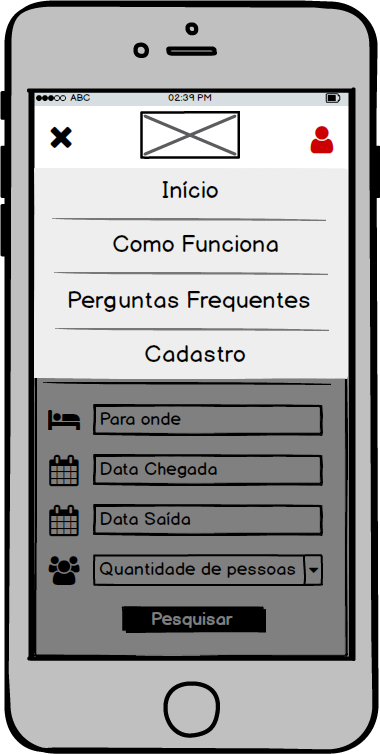 ABC 02:39 PM
Início
Como Funciona
Perguntas Frequentes
Cadastro
Para onde
Data Chegada
Data Saída
Quantidade de pessoas
Pesquisar